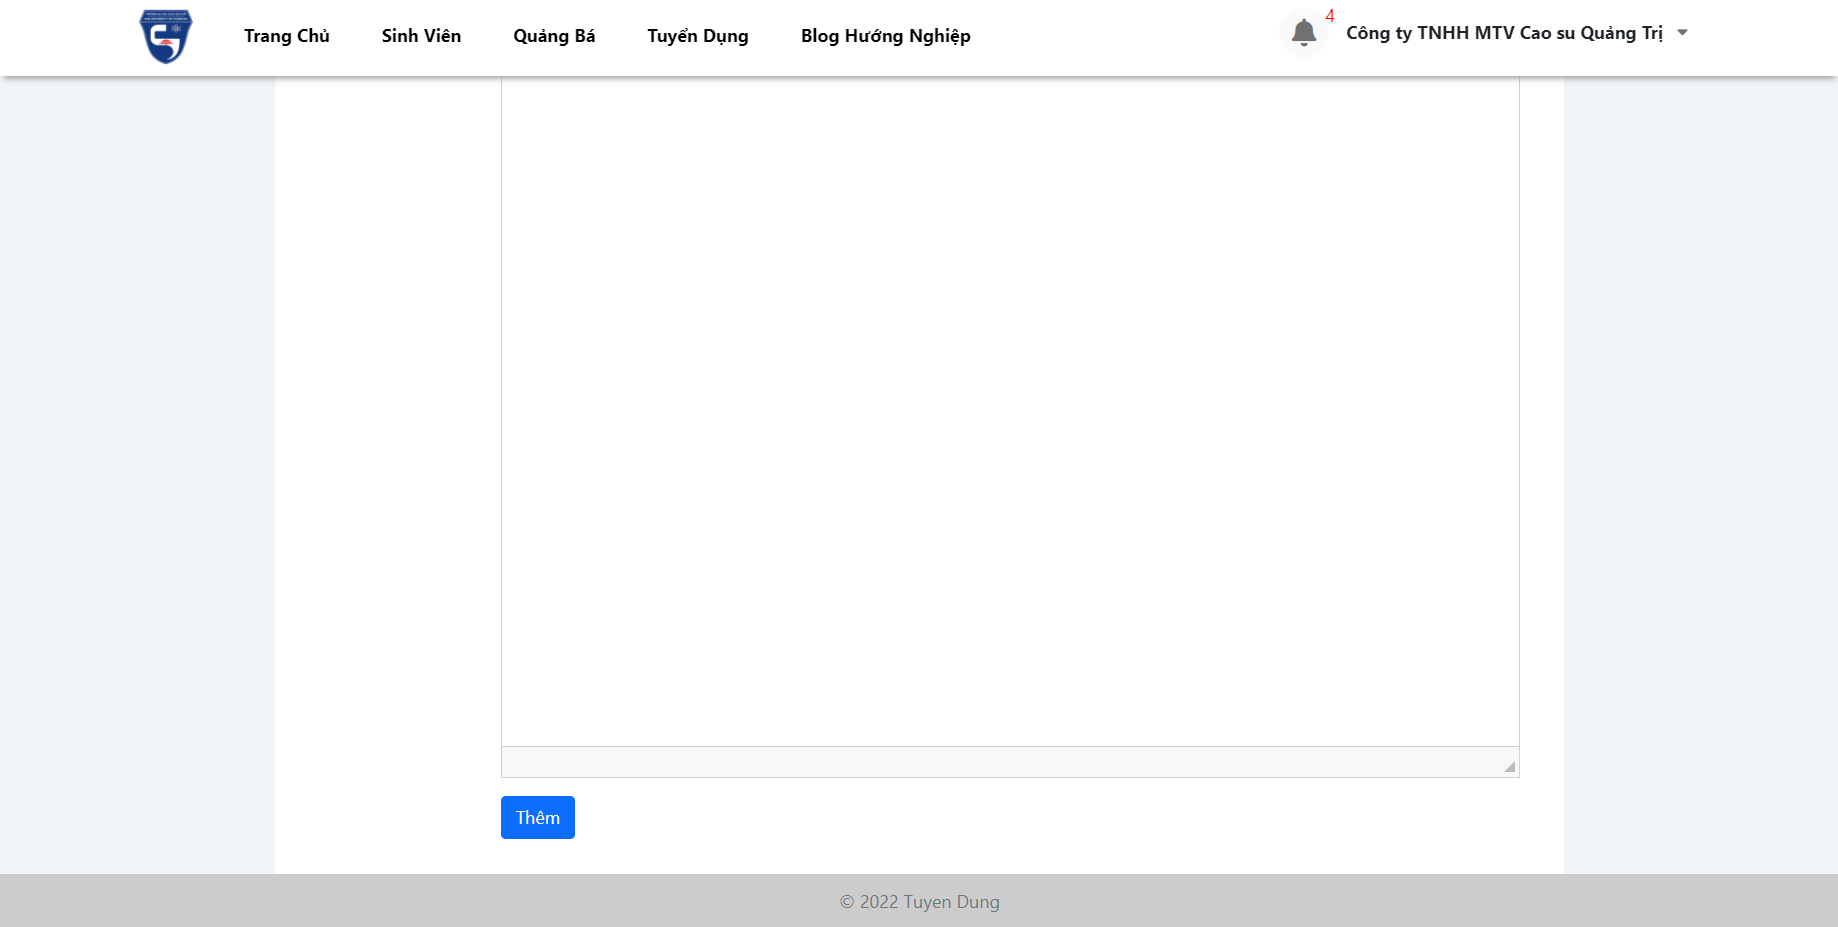 Trang Chủ
Sinh Viên
Quảng Bá
Tuyển Dụng
Blog Hướng Nghiệp
4
Công ty TNHH MTV Cao su Quảng Trị
Thêm
© 2022 Tuyen Dung